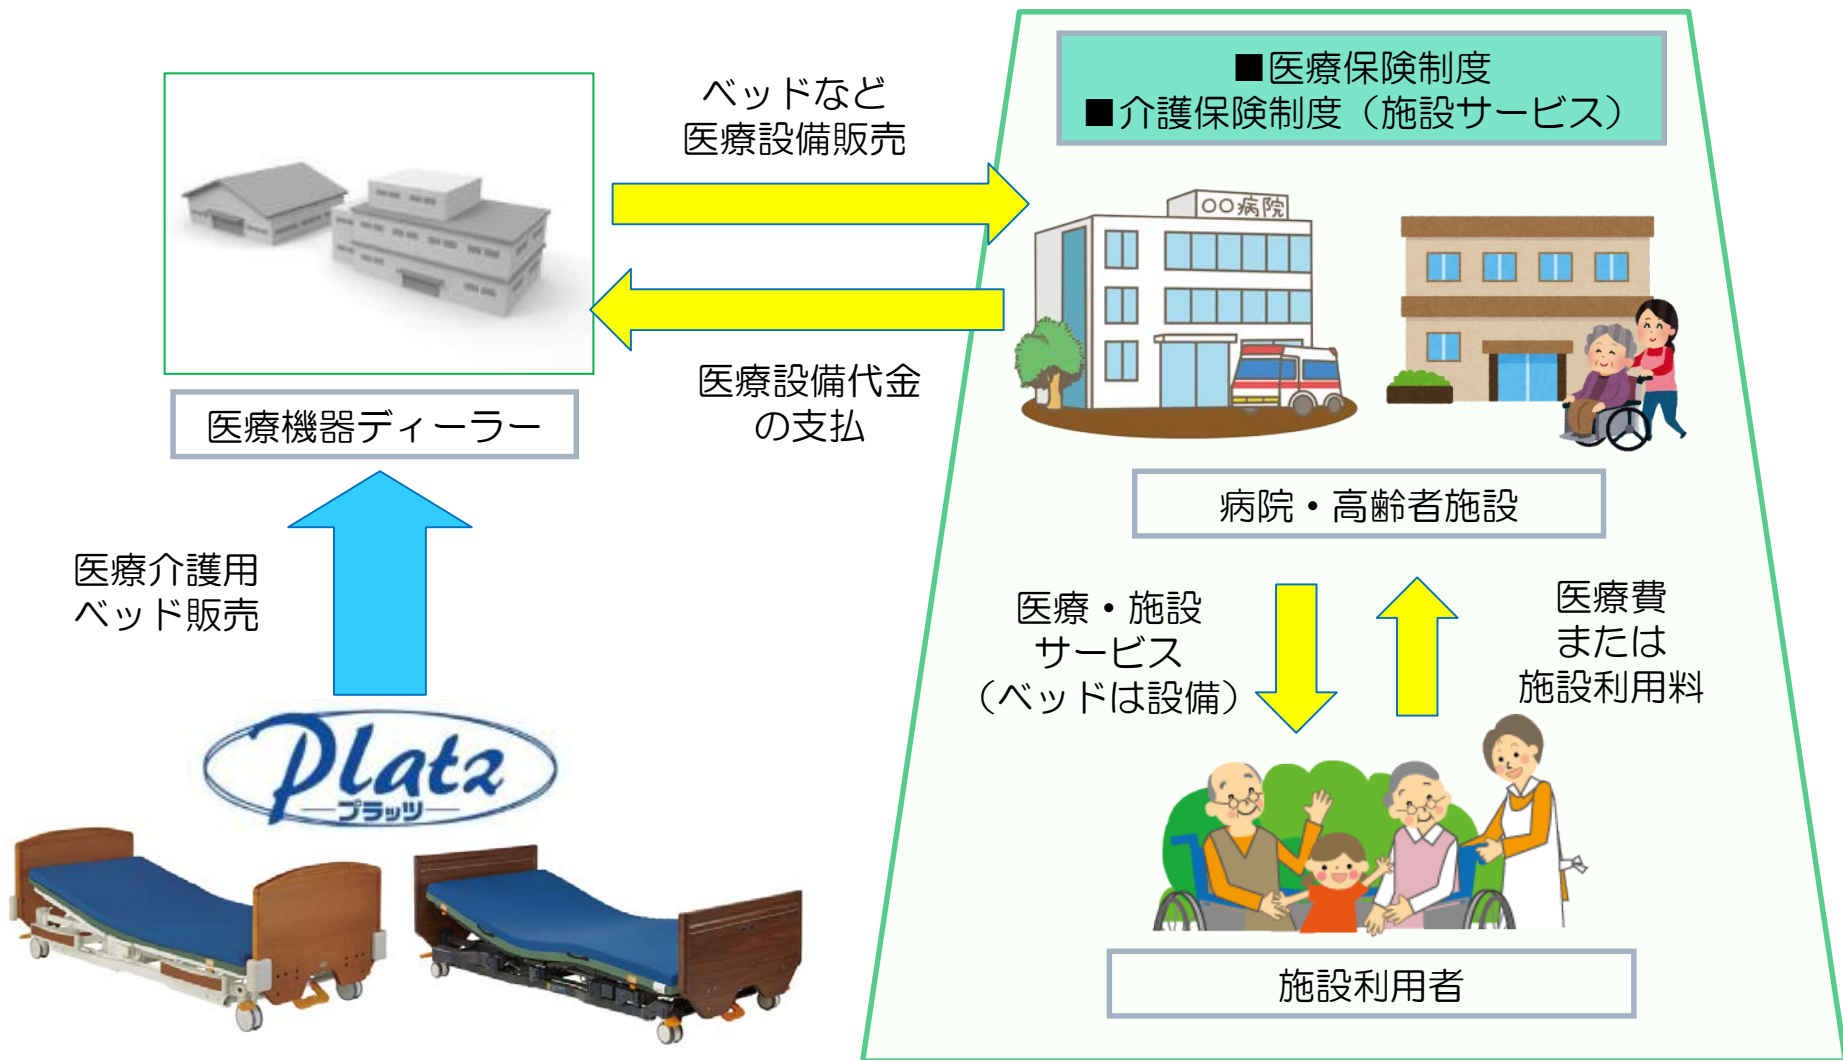 ■医療保険制度
■介護保険制度（施設サービス）
ベッドなど
医療設備販売
○○病院
医療設備代金
の支払
医療機器ディーラー
病院・高齢者施設
医療介護用
ベッド販売
医療・施設
サービス
（ベッドは設備）
医療費
または
施設利用料
Platz
プラッツ
施設利用者